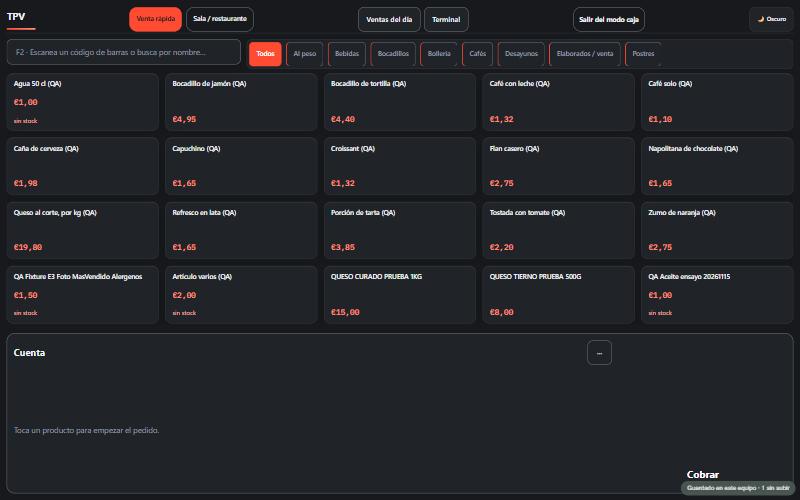 TPV
Venta rápida
Sala / restaurante
Ventas del día
Terminal
Salir del modo caja
Oscuro
F2 · Escanea un código de barras o busca por nombre...
Todos
Al peso
Bebidas
Bocadillos
Bollería
Cafés
Desayunos
Elaborados / venta
Postres
Agua 50 cl (QA)
€1,00
sin stock
Bocadillo de jamón (QA)
€4,95
Bocadillo de tortilla (QA)
€4,40
Café con leche (QA)
€1,32
Café solo (QA)
€1,10
Caña de cerveza (QA)
€1,98
Capuchino (QA)
€1,65
Croissant (QA)
€1,32
Flan casero (QA)
€2,75
Napolitana de chocolate (QA)
€1,65
Queso al corte, por kg (QA)
€19,80
Refresco en lata (QA)
€1,65
Porción de tarta (QA)
€3,85
Tostada con tomate (QA)
€2,20
Zumo de naranja (QA)
€2,75
QA Fixture E3 Foto MasVendido Alergenos
€1,50
sin stock
Artículo varios (QA)
€2,00
sin stock
QUESO CURADO PRUEBA 1KG
€15,00
QUESO TIERNO PRUEBA 500G
€8,00
QA Aceite ensayo 20261115
€1,00
sin stock
Cuenta
...
Toca un producto para empezar el pedido.
Cobrar
Guardado en este equipo · 1 sin subir